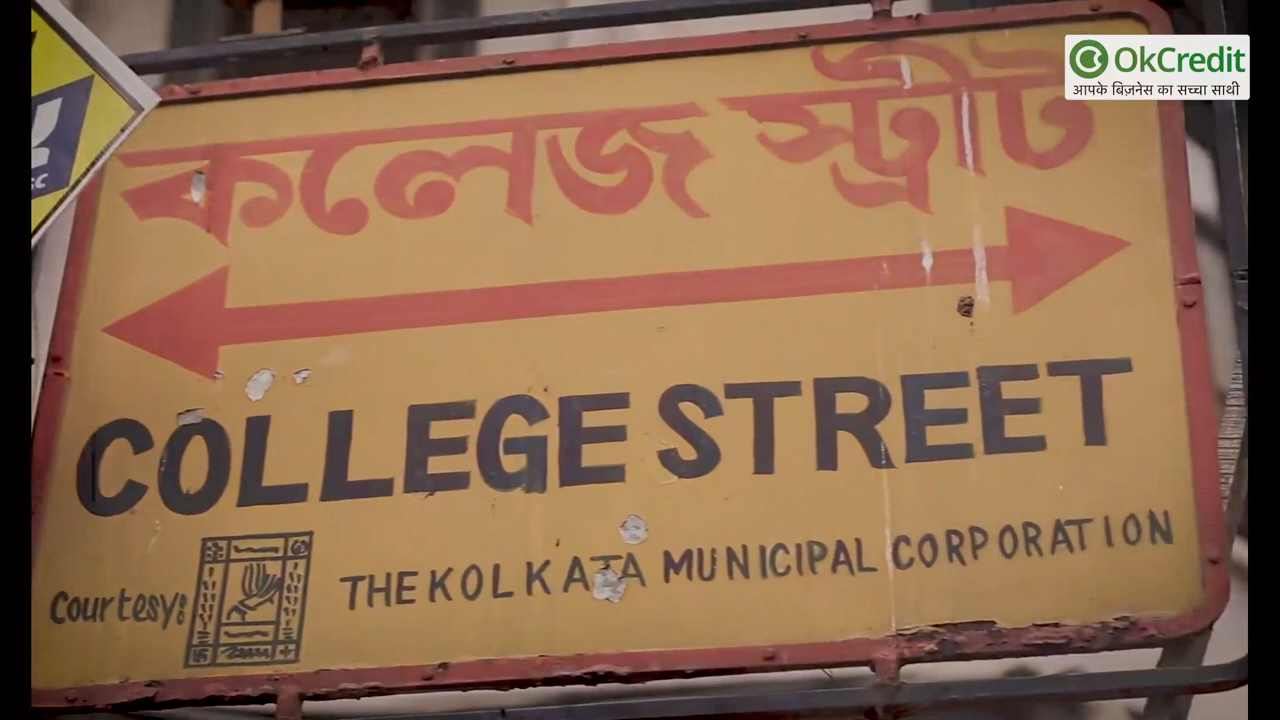 OkCredit
आपके बिज़नेस का सच्चा साथी
কলেজ স্ট্রীট
COLLEGE STREET
Courtesy: THE KOLKATA MUNICIPAL CORPORATION